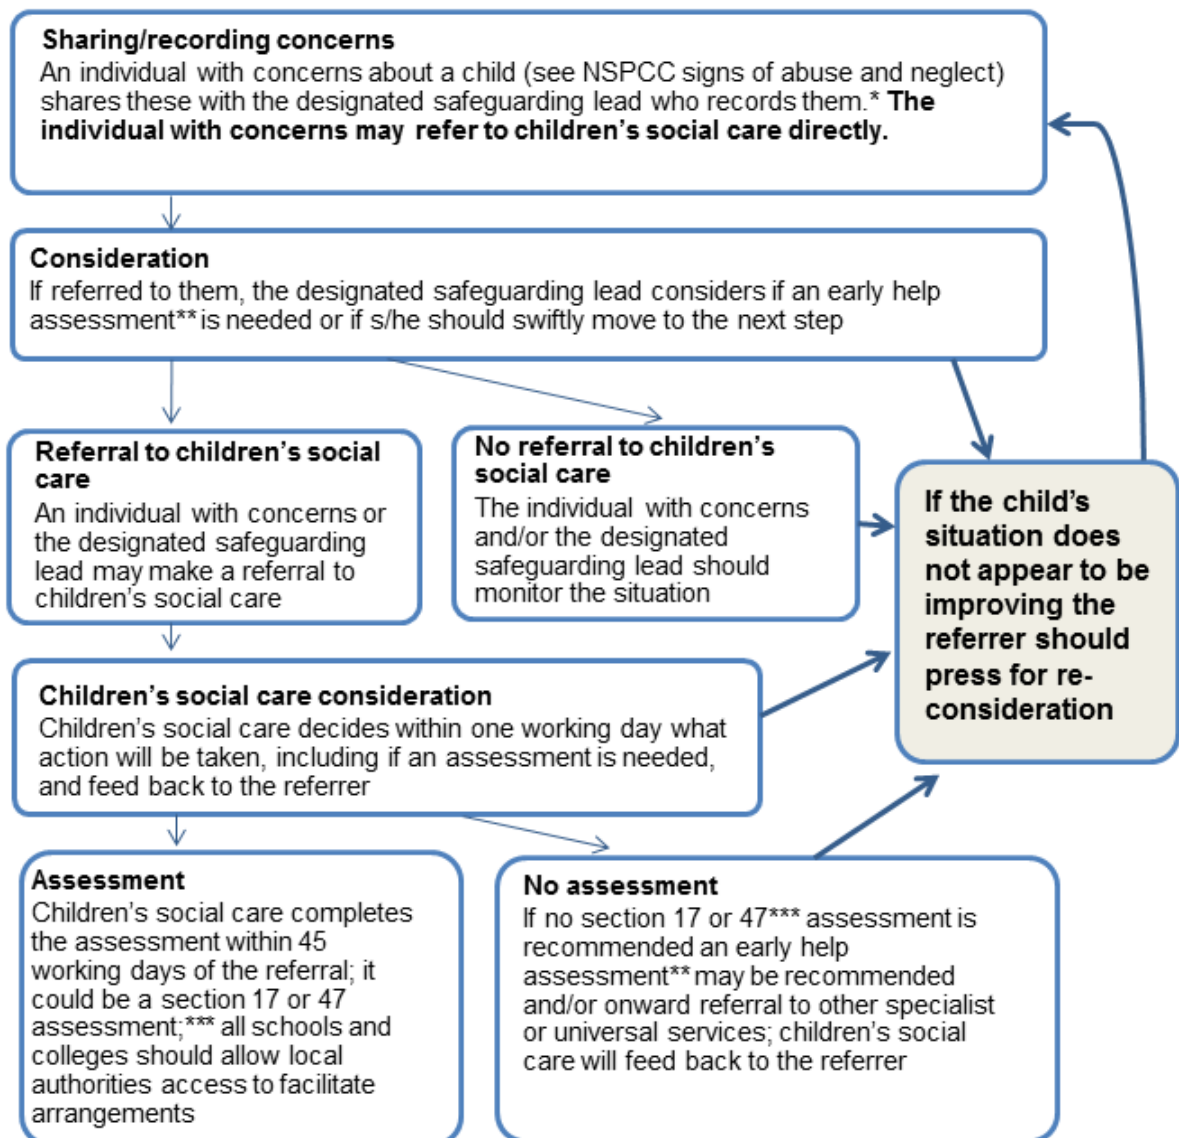 Sharing/recording concerns
An individual with concerns about a child (see NSPCC signs of abuse and neglect)
shares these with the designated safeguarding lead who records them.* The
individual with concerns may refer to children's social care directly.
Consideration
If referred to them, the designated safeguarding lead considers if an early help
assessment** is needed or if s/he should swiftly move to the next step
Referral to children's social
care
An individual with concerns or
the designated safeguarding
lead may make a referral to
children's social care
No referral to children's
social care
The individual with concerns
and/or the designated
safeguarding lead should
monitor the situation
If the child's
situation does
not appear to be
improving the
referrer should
press for re-
consideration
Children's social care consideration
Children's social care decides within one working day what
action will be taken, including if an assessment is needed,
and feed back to the referrer
Assessment
Children's social care completes
the assessment within 45
working days of the referral; it
could be a section 17 or 47
assessment;*** all schools and
colleges should allow local
authorities access to facilitate
arrangements
No assessment
If no section 17 or 47*** assessment is
recommended an early help
assessment** may be recommended
and/or onward referral to other specialist
or universal services; children's social
care will feed back to the referrer